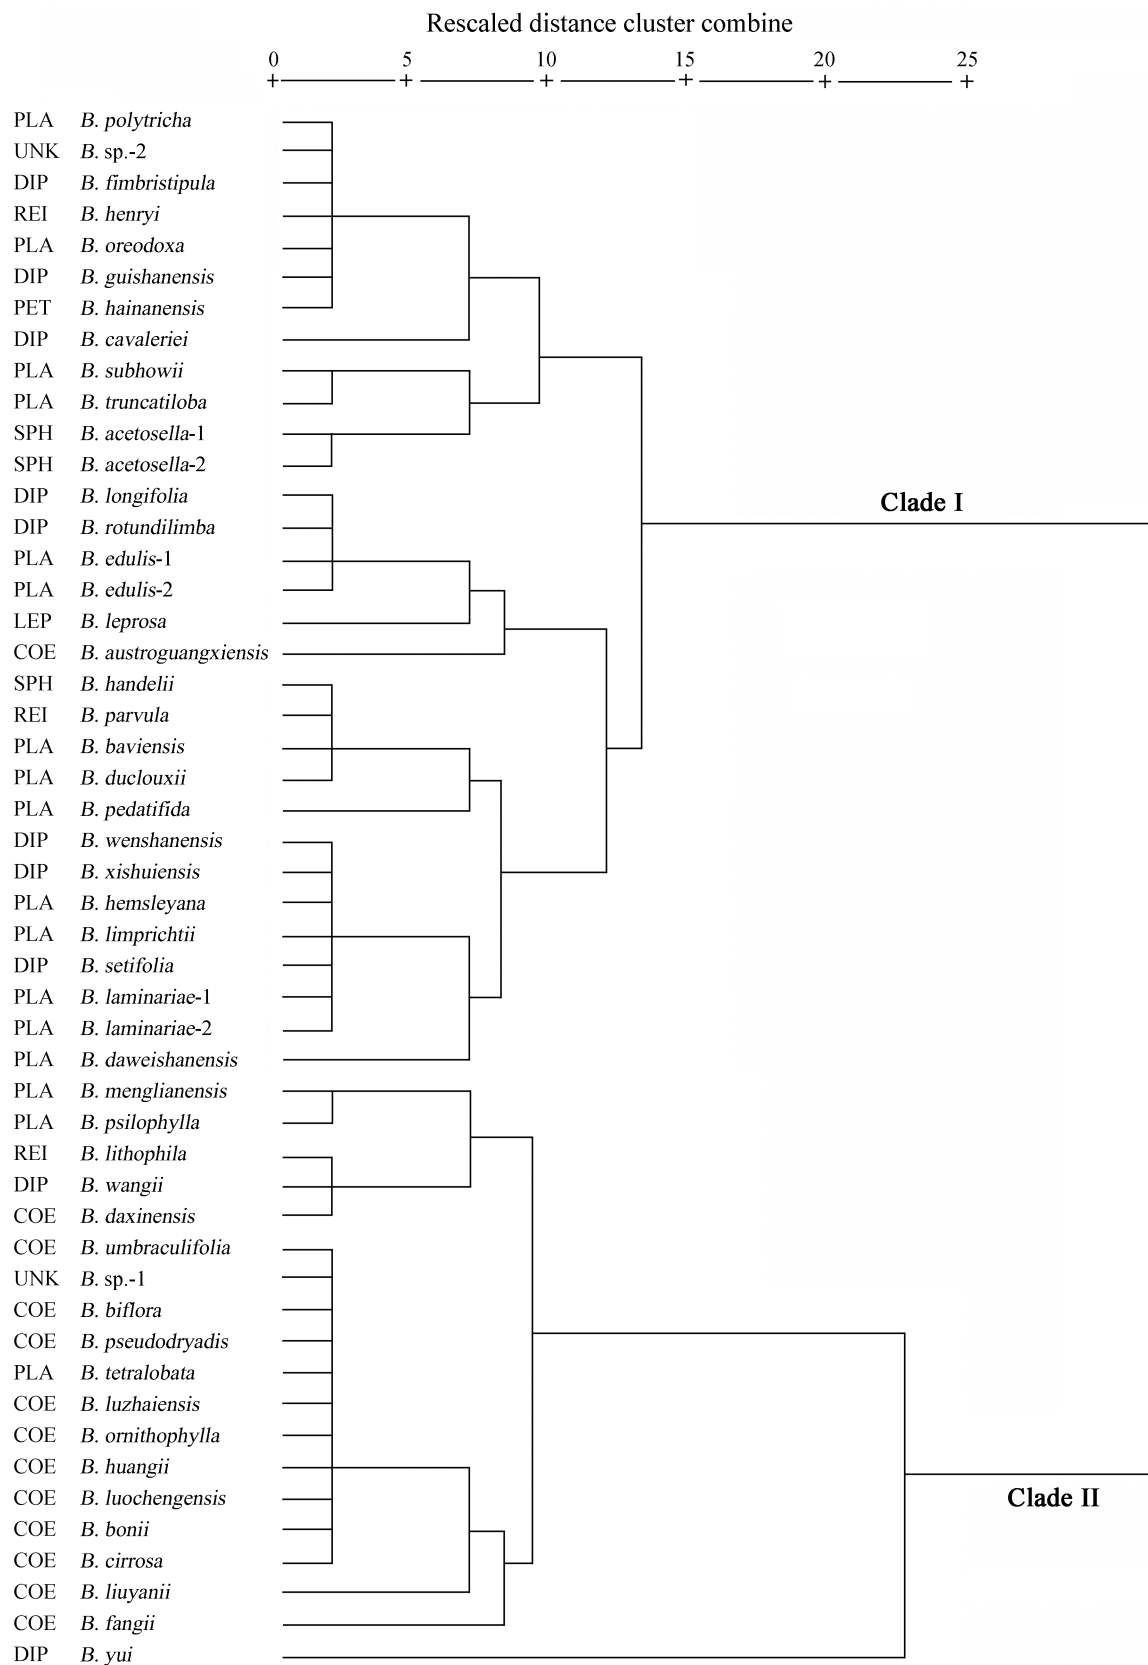 Rescaled distance cluster combine
0 5 10 15 20 25
PLA B. polytricha
UNK B. sp.-2
DIP B. fimbristipula
REI B. henryi
PLA B. oreodoxa
DIP B. guishanensis
PET B. hainanensis
DIP B. cavaleriei
PLA B. subhowii
PLA B. truncatiloba
SPH B. acetosella-1
SPH B. acetosella-2
DIP B. longifolia
Clade I
DIP B. rotundilimba
PLA B. edulis-1
PLA B. edulis-2
LEP B. leprosa
COE B. austroguangxiensis
SPH B. handelii
REI B. parvula
PLA B. baviensis
PLA B. duclouxii
PLA B. pedatifida
DIP B. wenshanensis
DIP B. xishuiensis
PLA B. hemsleyana
PLA B. limprichtii
DIP B. setifolia
PLA B. laminariae-1
PLA B. laminariae-2
PLA B. daweishanensis
PLA B. menglianensis
PLA B. psilophylla
REI B. lithophila
DIP B. wangii
COE B. daxinensis
COE B. umbraculifolia
UNK B. sp.-1
COE B. biflora
COE B. pseudodryadis
PLA B. tetralobata
COE B. luzhaiensis
COE B. ornithophylla
COE B. huangii
COE B. luochengensis
Clade II
COE B. bonii
COE B. cirrosa
COE B. liuyanii
COE B. fangii
DIP B. yui